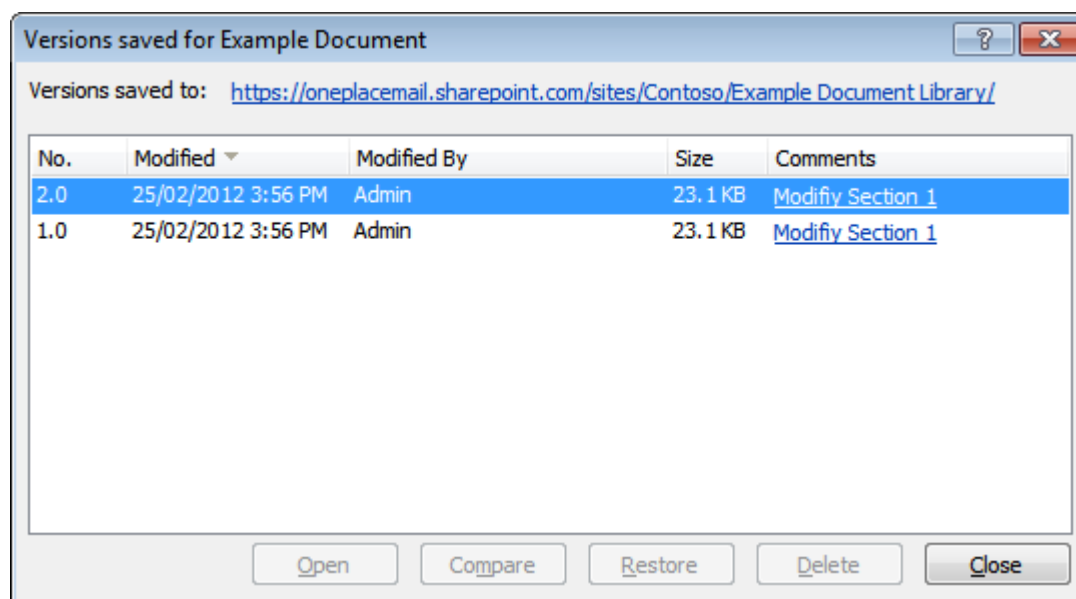 Versions saved for Example Document
Versions saved to: https://oneplacemail.sharepoint.com/sites/Contoso/Example Document Library/
No. Modified Modified By Size Comments
2.0 25/02/2012 3:56 PM Admin 23.1 KB Modifiy Section 1
1.0 25/02/2012 3:56 PM Admin 23.1 KB Modifiy Section 1
Open Compare Restore Delete Close